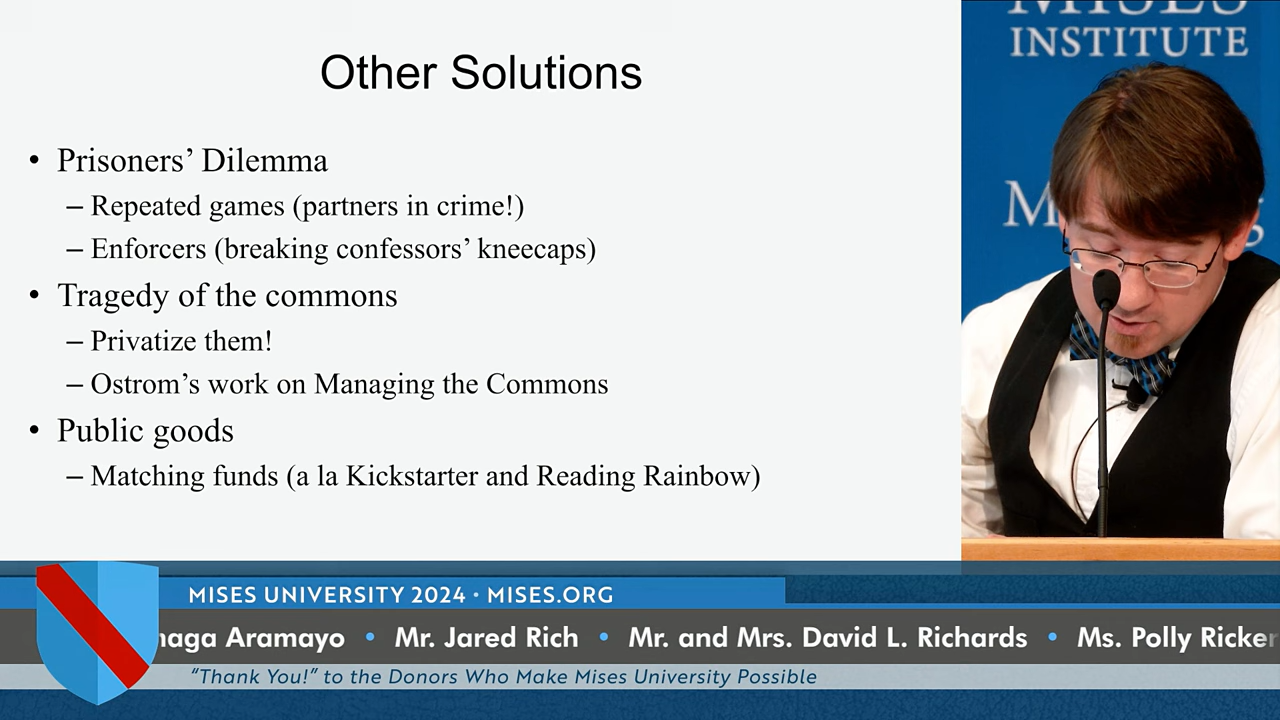 Other Solutions
• Prisoners’ Dilemma
– Repeated games (partners in crime!)
– Enforcers (breaking confessors’ kneecaps)
• Tragedy of the commons
– Privatize them!
– Ostrom’s work on Managing the Commons
• Public goods
– Matching funds (a la Kickstarter and Reading Rainbow)
MISES
INSTITUTE
MISES UNIVERSITY 2024 • MISES.ORG
Aramayo • Mr. Jared Rich • Mr. and Mrs. David L. Richards • Ms. Polly
“Thank You!” to the Donors Who Make Mises University Possible